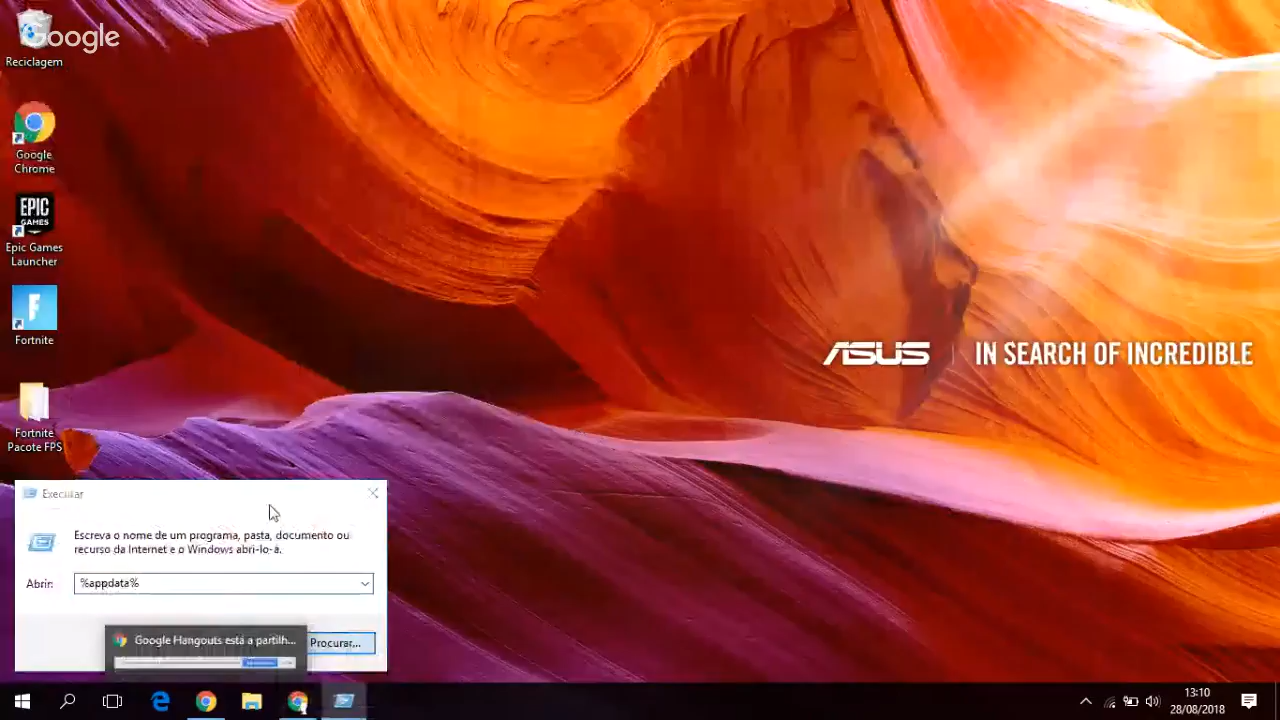 Google
Reciclagem
Google
Chrome
EPIC
GAMES
Epic Games
Launcher
F
Fortnite
Fortnite
Pacote FPS
ASUS | IN SEARCH OF INCREDIBLE
Executar
Escreva o nome de um programa, pasta, documento ou
recurso da Internet e o Windows abri-lo-á.
Abrir:
%appdata%
Google Hangouts está a partilh...
Procurar...
13:10
28/08/2018